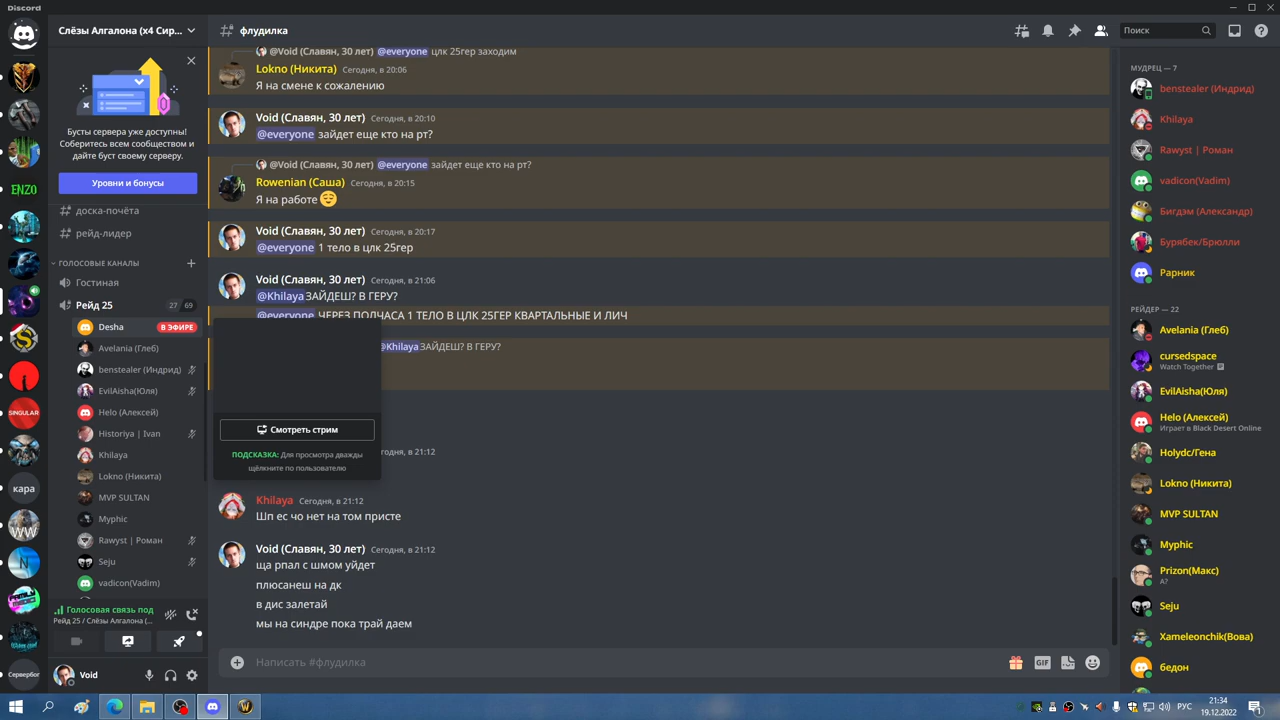 Discord
ENZO
SINGULAR
кара
WW
Сервербог
Слёзы Алгалона (x4 Сир...
Бусты сервера уже доступны!
Соберитесь всем сообществом и
дайте буст своему серверу.
Уровни и бонусы
доска-почёта
рейд-лидер
ГОЛОСОВЫЕ КАНАЛЫ
Гостиная
Рейд 25 27 69
Desha В ЭФИРЕ
Avelania (Глеб)
benstealer (Индрид)
EvilAisha(Юля)
Helo (Алексей)
Historiya | Ivan
Khilaya
Lokno (Никита)
MVP SULTAN
Myphic
Rawyst | Роман
Seju
vadicon(Vadim)
Голосовая связь под
Рейд 25 / Слёзы Алгалона (...
Void
флудилка
Поиск
@Void (Славян, 30 лет) @everyone цлк 25гер заходим
Lokno (Никита) Сегодня, в 20:06
Я на смене к сожалению
Void (Славян, 30 лет) Сегодня, в 20:10
@everyone зайдет еще кто на рт?
@Void (Славян, 30 лет) @everyone зайдет еще кто на рт?
Rowenian (Саша) Сегодня, в 20:15
Я на работе
Void (Славян, 30 лет) Сегодня, в 20:17
@everyone 1 тело в цлк 25гер
Void (Славян, 30 лет) Сегодня, в 21:06
@Khilaya ЗАЙДЕШ? В ГЕРУ?
@everyone ЧЕРЕЗ ПОЛЧАСА 1 ТЕЛО В ЦЛК 25ГЕР КВАРТАЛЬНЫЕ И ЛИЧ
@Khilaya ЗАЙДЕШ? В ГЕРУ?
Смотреть стрим
ПОДСКАЗКА: Для просмотра дважды
щёлкните по пользователю
годня, в 21:12
Khilaya Сегодня, в 21:12
Шп ес чо нет на том присте
Void (Славян, 30 лет) Сегодня, в 21:12
ща рпал с шмом уйдет
плюсанеш на дк
в дис залетай
мы на синдре пока трай даем
Написать #флудилка
GIF
МУДРЕЦ — 7
benstealer (Индрид)
Khilaya
Rawyst | Роман
vadicon(Vadim)
Бигдэм (Александр)
Бурябек/Брюлли
Рарник
РЕЙДЕР — 22
Avelania (Глеб)
cursedspace
Watch Together
EvilAisha(Юля)
Helo (Алексей)
Играет в Black Desert Online
Holydc/Гена
Lokno (Никита)
MVP SULTAN
Myphic
Prizon(Макс)
А?
Seju
Xameleonchik(Вова)
бедон
РУС
21:34
19.12.2022
1